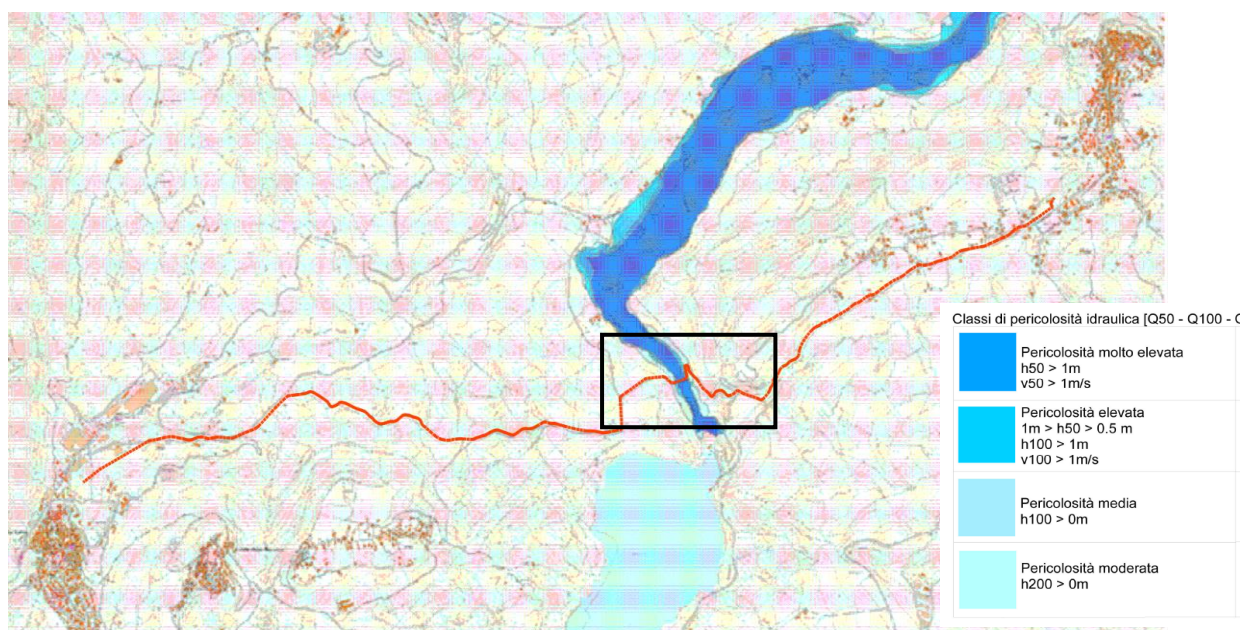 Classi di pericolosità idraulica [Q50 - Q100 -
Pericolosità molto elevata
h50 > 1m
v50 > 1m/s
Pericolosità elevata
1m > h50 > 0.5 m
h100 > 1m
v100 > 1m/s
Pericolosità media
h100 > 0m
Pericolosità moderata
h200 > 0m